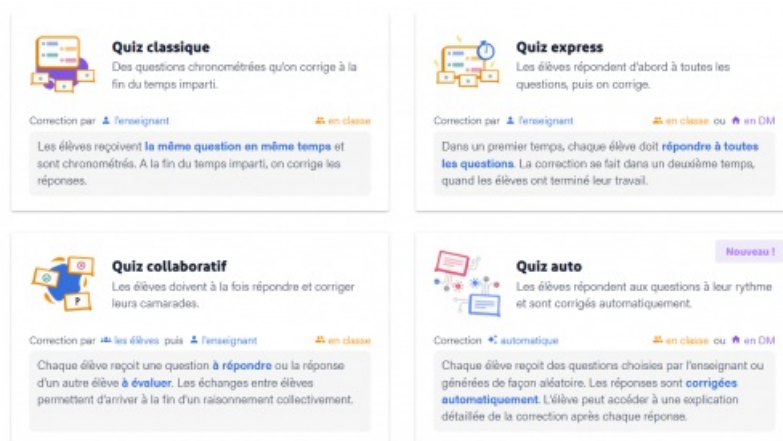 Quiz classique
Des questions chronométrées qu'on corrige à la
fin du temps imparti.
Correction par l'enseignant
en classe
Les élèves reçoivent la même question en même temps et
sont chronométrés. A la fin du temps imparti, on corrige les
réponses.
Quiz express
Les élèves répondent d'abord à toutes les
questions, puis on corrige.
Correction par l'enseignant
en classe ou en DM
Dans un premier temps, chaque élève doit répondre à toutes
les questions. La correction se fait dans un deuxième temps,
quand les élèves ont terminé leur travail.
Quiz collaboratif
Les élèves doivent à la fois répondre et corriger
leurs camarades.
Correction par les élèves puis l'enseignant
en classe
Chaque élève reçoit une question à répondre ou la réponse
d'un autre élève à évaluer. Les échanges entre élèves
permettent d'arriver à la fin d'un raisonnement collectivement.
Nouveau !
Quiz auto
Les élèves répondent aux questions à leur rythme
et sont corrigés automatiquement.
Correction automatique
en classe ou en DM
Chaque élève reçoit des questions choisies par l'enseignant ou
générées de façon aléatoire. Les réponses sont corrigées
automatiquement. L'élève peut accéder à une explication
détaillée de la correction après chaque réponse.